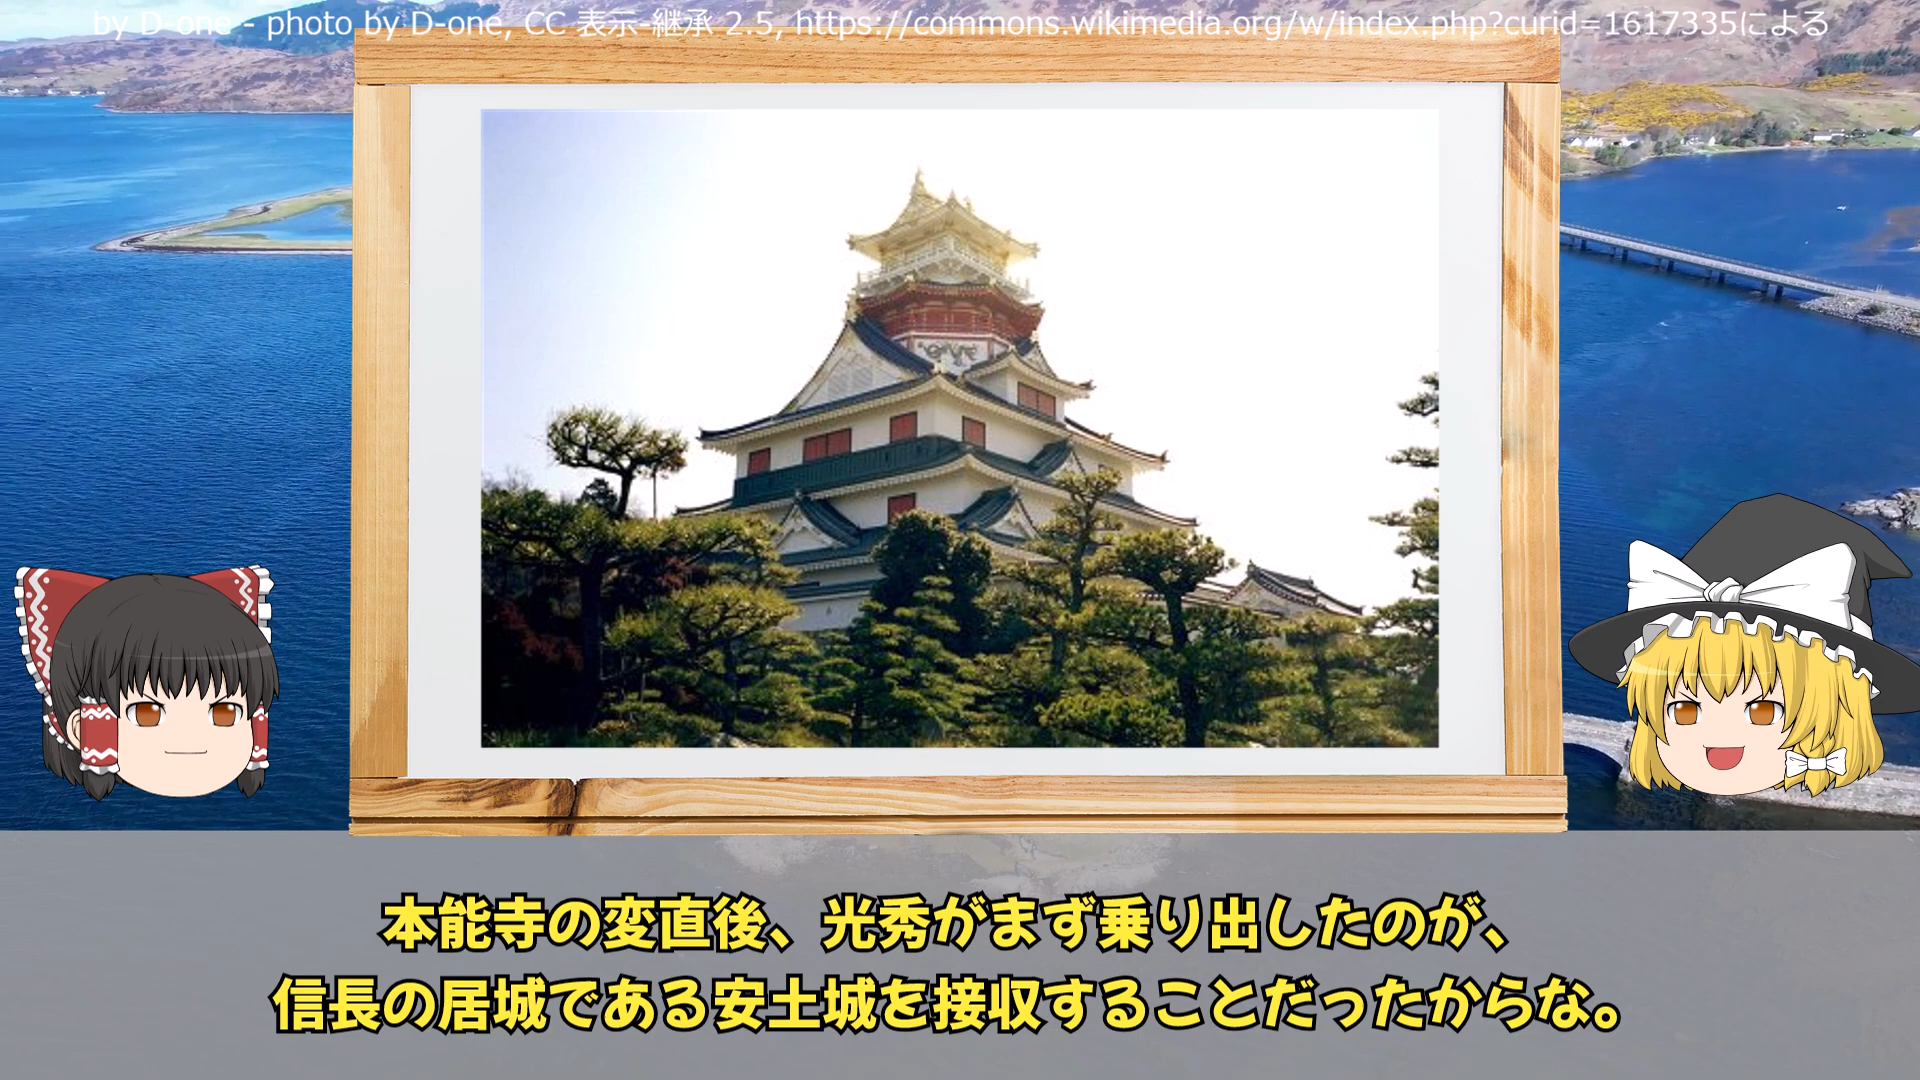 by D-one - photo by D-one, CC 表示-継承 2.5, https://commons.wikimedia.org/w/index.php?curid=1617335による
本能寺の変直後、光秀がまず乗り出したのが、
信長の居城である安土城を接収することだったからな。